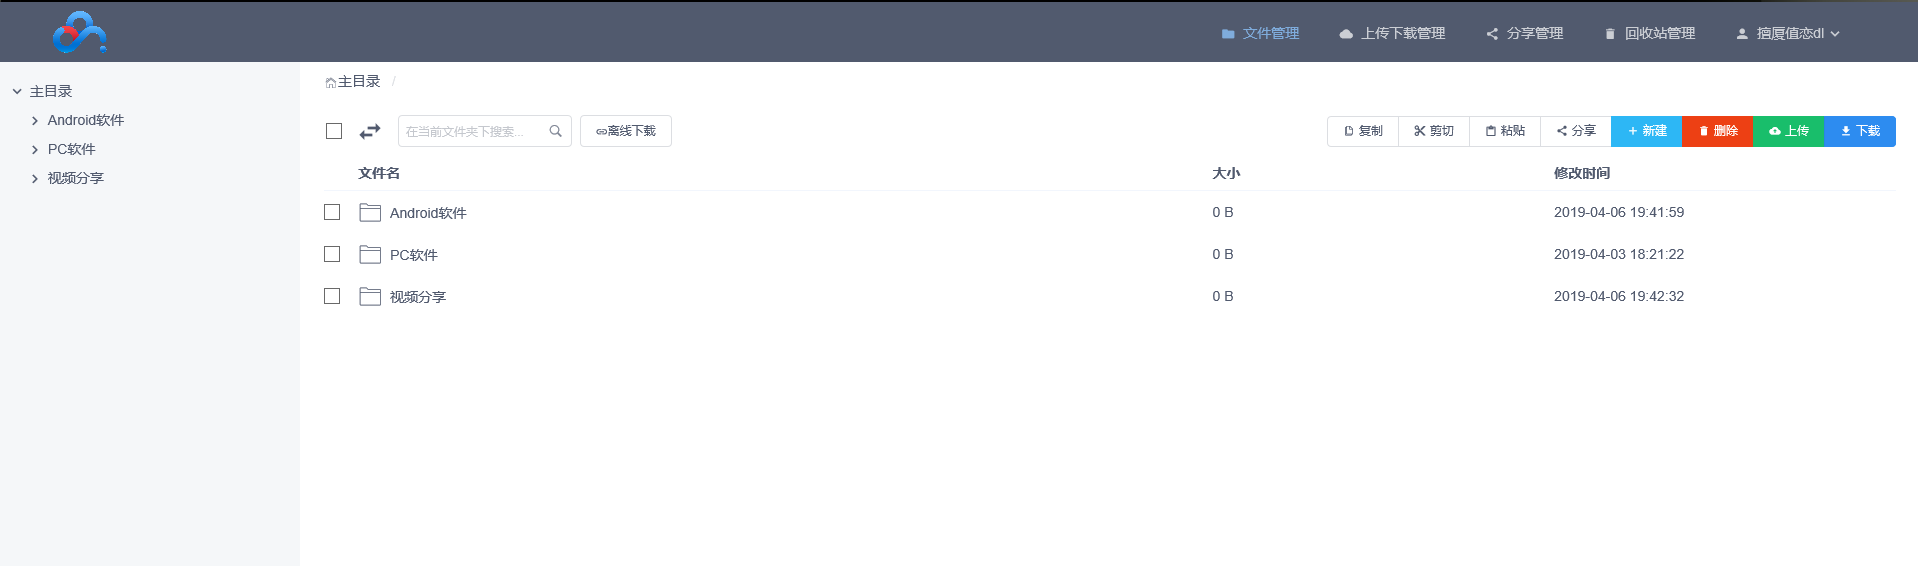 文件管理 上传下载管理 分享管理 回收站管理 揞厦值恋dl
主目录
Android软件
PC软件
视频分享
主目录 /
在当前文件夹下搜索... 离线下载 复制 剪切 粘贴 分享 新建 删除 上传 下载
文件名 大小 修改时间
Android软件 0 B 2019-04-06 19:41:59
PC软件 0 B 2019-04-03 18:21:22
视频分享 0 B 2019-04-06 19:42:32